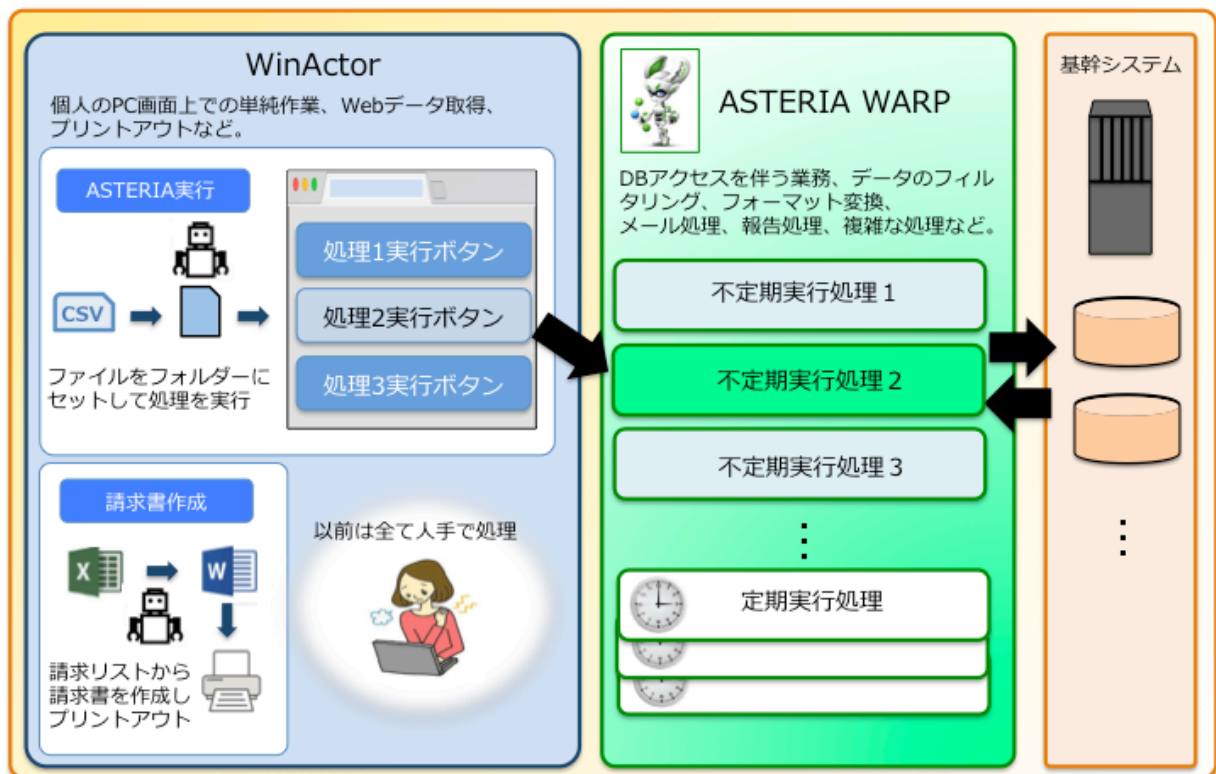 WinActor
個人のPC画面上での単純作業、Webデータ取得、
プリントアウトなど。
ASTERIA実行
CSV
ファイルをフォルダーに
セットして処理を実行
処理1実行ボタン
処理2実行ボタン
処理3実行ボタン
請求書作成
X
W
請求リストから
請求書を作成し
プリントアウト
以前は全て人手で処理
ASTERIA WARP
DBアクセスを伴う業務、データのフィル
タリング、フォーマット変換、
メール処理、報告処理、複雑な処理など。
不定期実行処理1
不定期実行処理2
不定期実行処理3
⋮
定期実行処理
基幹システム
⋮